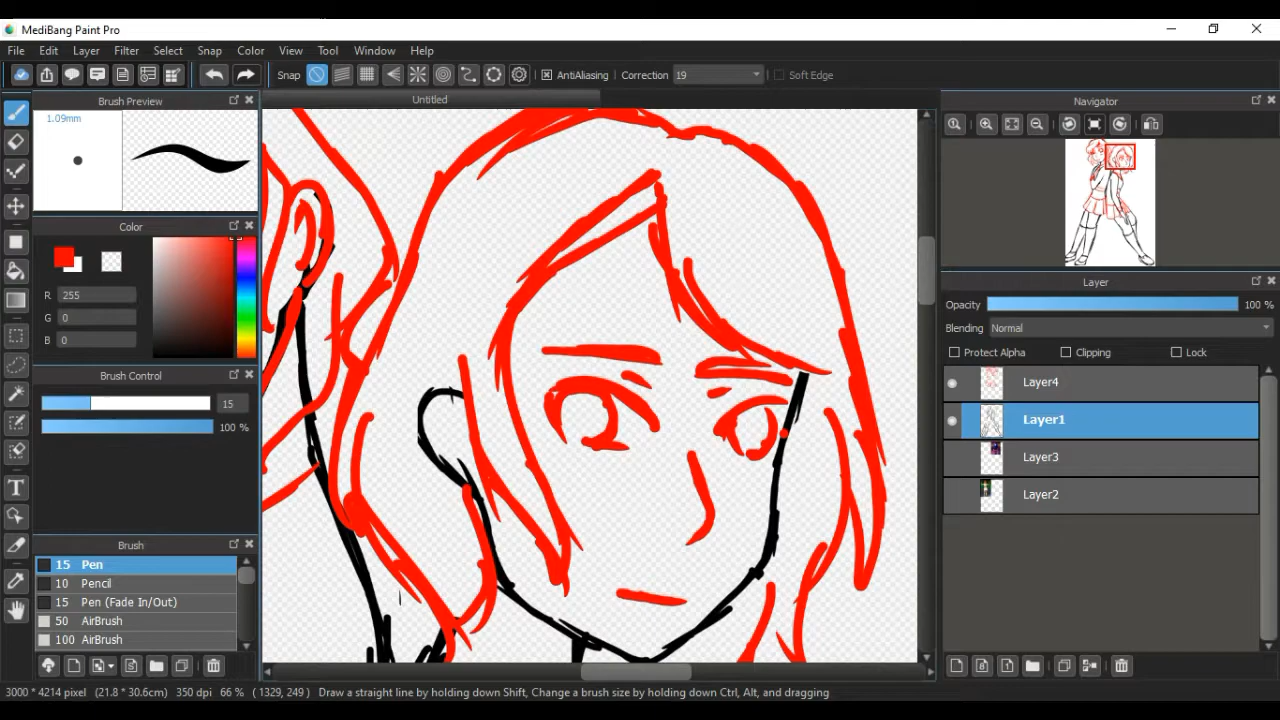 MediBang Paint Pro
File Edit Layer Filter Select Snap Color View Tool Window Help
Snap AntiAliasing Correction 19 Soft Edge
Brush Preview
Untitled
Navigator
1.09mm
Color
R 255
G 0
B 0
Layer
Opacity 100 %
Blending Normal
Protect Alpha Clipping Lock
Brush Control
15
100 %
Layer4
Layer1
Layer3
Layer2
Brush
15 Pen
10 Pencil
15 Pen (Fade In/Out)
50 AirBrush
100 AirBrush
3000 * 4214 pixel (21.8 * 30.6cm) 350 dpi 66 % ( 1329, 249 ) Draw a straight line by holding down Shift, Change a brush size by holding down Ctrl, Alt, and dragging